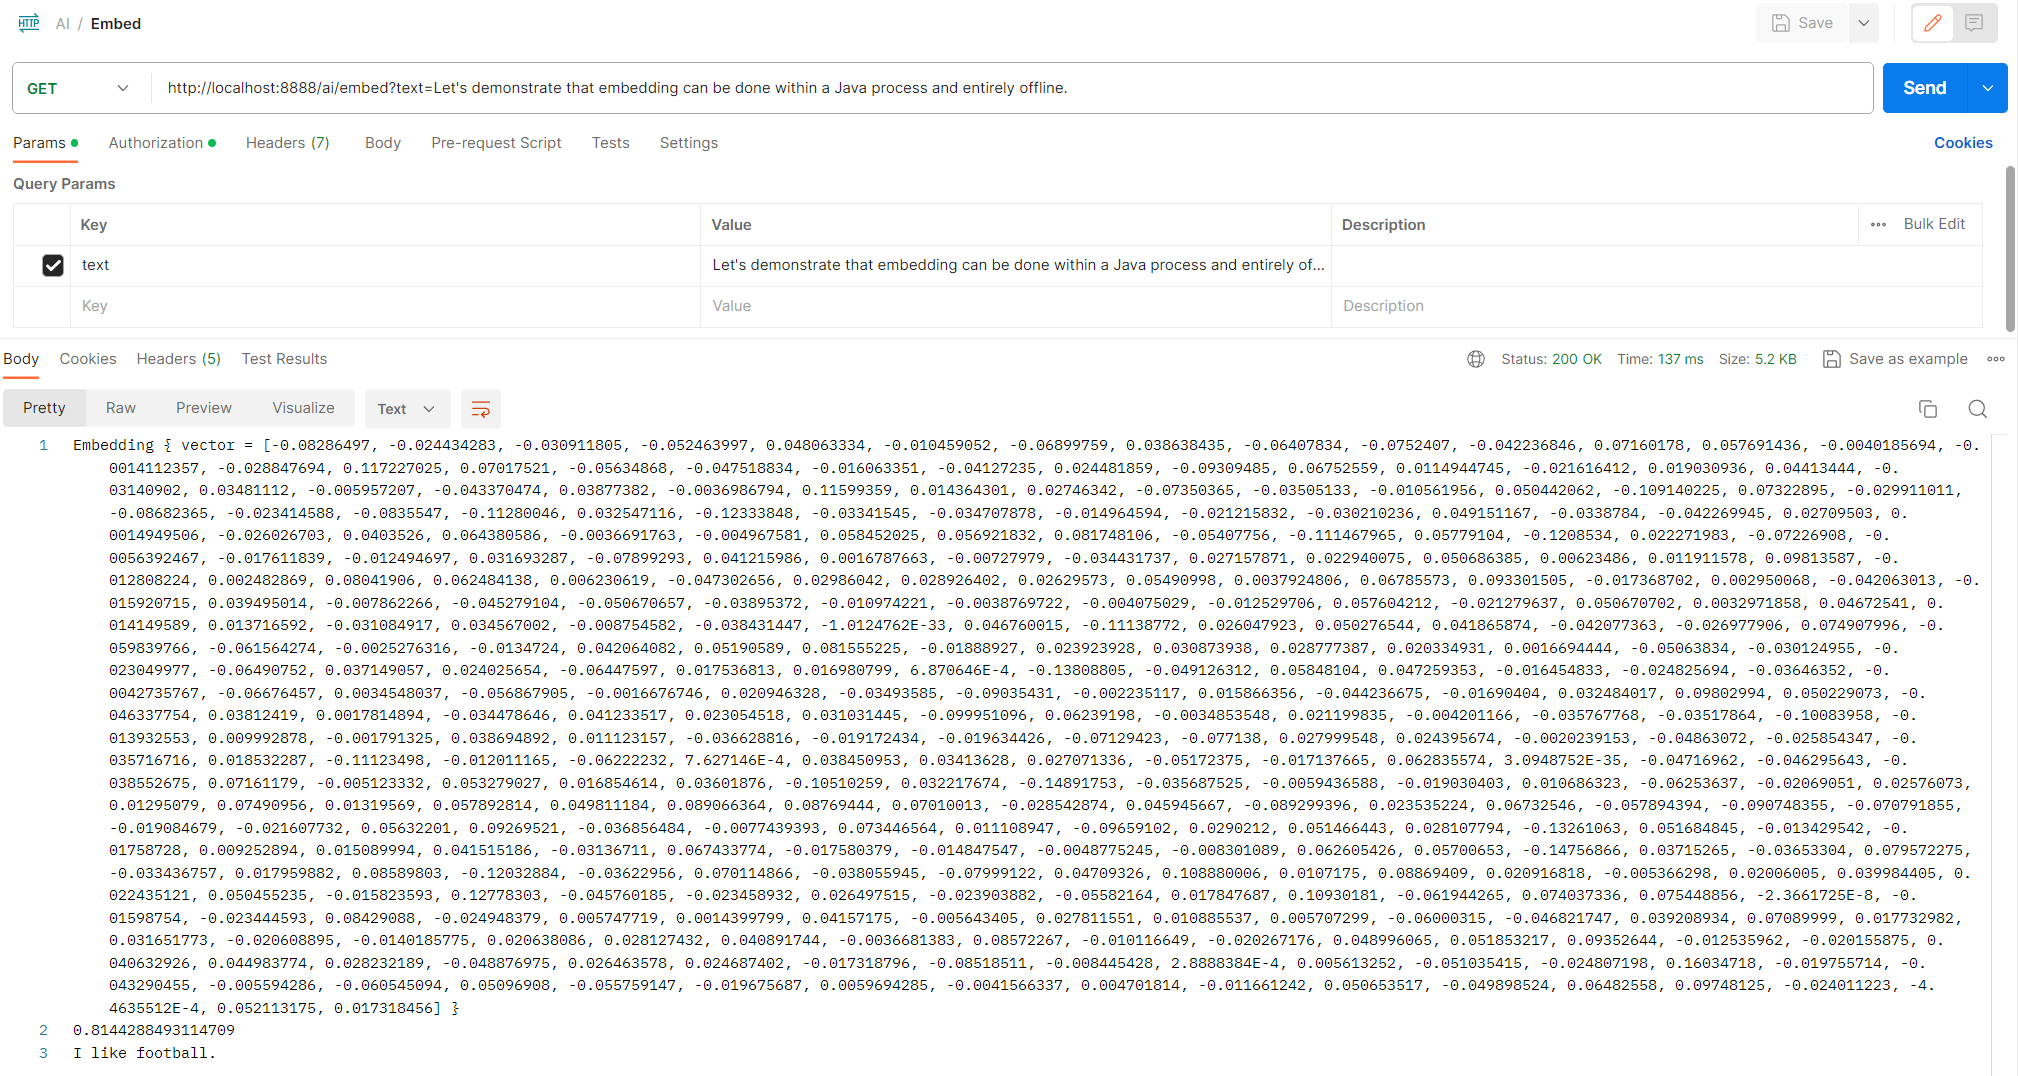 HTTP AI / Embed Save
GET http://localhost:8888/ai/embed?text=Let's demonstrate that embedding can be done within a Java process and entirely offline. Send
Params Authorization Headers (7) Body Pre-request Script Tests Settings Cookies
Query Params
Key Value Description Bulk Edit
text Let's demonstrate that embedding can be done within a Java process and entirely of...
Key Value Description
Body Cookies Headers (5) Test Results Status: 200 OK Time: 137 ms Size: 5.2 KB Save as example
Pretty Raw Preview Visualize Text
1 Embedding { vector = [-0.08286497, -0.024434283, -0.030911805, -0.052463997, 0.048063334, -0.010459052, -0.06899759, 0.038638435, -0.06407834, -0.0752407, -0.042236846, 0.07160178, 0.057691436, -0.0040185694, -0.
0014112357, -0.028847694, 0.117227025, 0.07017521, -0.05634868, -0.047518834, -0.016063351, -0.04127235, 0.024481859, -0.09309485, 0.06752559, 0.0114944745, -0.021616412, 0.019030936, 0.04413444, -0.
03140902, 0.03481112, -0.005957207, -0.043370474, 0.03877382, -0.0036986794, 0.11599359, 0.014364301, 0.02746342, -0.07350365, -0.03505133, -0.010561956, 0.050442062, -0.109140225, 0.07322895, -0.029911011,
-0.08682365, -0.023414588, -0.0835547, -0.11280046, 0.032547116, -0.12333848, -0.03341545, -0.034707878, -0.014964594, -0.021215832, -0.030210236, 0.049151167, -0.0338784, -0.042269945, 0.02709503, 0.
0014949506, -0.026026703, 0.0403526, 0.064380586, -0.0036691763, -0.004967581, 0.058452025, 0.056921832, 0.081748106, -0.05407756, -0.111467965, 0.05779104, -0.1208534, 0.022271983, -0.07226908, -0.
0056392467, -0.017611839, -0.012494697, 0.031693287, -0.07899293, 0.041215986, 0.0016787663, -0.00727979, -0.034431737, 0.027157871, 0.022940075, 0.050686385, 0.00623486, 0.011911578, 0.09813587, -0.
012808224, 0.002482869, 0.08041906, 0.062484138, 0.006230619, -0.047302656, 0.02986042, 0.028926402, 0.02629573, 0.05490998, 0.0037924806, 0.06785573, 0.093301505, -0.017368702, 0.002950068, -0.042063013, -0.
015920715, 0.039495014, -0.007862266, -0.045279104, -0.050670657, -0.03895372, -0.010974221, -0.0038769722, -0.004075029, -0.012529706, 0.057604212, -0.021279637, 0.050670702, 0.0032971858, 0.04672541, 0.
014149589, 0.013716592, -0.031084917, 0.034567002, -0.008754582, -0.038431447, -1.0124762E-33, 0.046760015, -0.11138772, 0.026047923, 0.050276544, 0.041865874, -0.042077363, -0.026977906, 0.074907996, -0.
059839766, -0.061564274, -0.0025276316, -0.0134724, 0.042064082, 0.05190589, 0.081555225, -0.01888927, 0.023923928, 0.030873938, 0.028777387, 0.020334931, 0.0016694444, -0.05063834, -0.030124955, -0.
023049977, -0.06490752, 0.037149057, 0.024025654, -0.06447597, 0.017536813, 0.016980799, 6.870646E-4, -0.13808805, -0.049126312, 0.05848104, 0.047259353, -0.016454833, -0.024825694, -0.03646352, -0.
0042735767, -0.06676457, 0.0034548037, -0.056867905, -0.0016676746, 0.020946328, -0.03493585, -0.09035431, -0.002235117, 0.015866356, -0.044236675, -0.01690404, 0.032484017, 0.09802994, 0.050229073, -0.
046337754, 0.03812419, 0.0017814894, -0.034478646, 0.041233517, 0.023054518, 0.031031445, -0.099951096, 0.06239198, -0.0034853548, 0.021199835, -0.004201166, -0.035767768, -0.03517864, -0.10083958, -0.
013932553, 0.009992878, -0.001791325, 0.038694892, 0.011123157, -0.036628816, -0.019172434, -0.019634426, -0.07129423, -0.077138, 0.027999548, 0.024395674, -0.0020239153, -0.04863072, -0.025854347, -0.
035716716, 0.018532287, -0.11123498, -0.012011165, -0.06222232, 7.627146E-4, 0.038450953, 0.03413628, 0.027071336, -0.05172375, -0.017137665, 0.062835574, 3.0948752E-35, -0.04716962, -0.046295643, -0.
038552675, 0.07161179, -0.005123332, 0.053279027, 0.016854614, 0.03601876, -0.10510259, 0.032217674, -0.14891753, -0.035687525, -0.0059436588, -0.019030403, 0.010686323, -0.06253637, -0.02069051, 0.02576073,
0.01295079, 0.07490956, 0.01319569, 0.057892814, 0.049811184, 0.089066364, 0.08769444, 0.07010013, -0.028542874, 0.045945667, -0.089299396, 0.023535224, 0.06732546, -0.057894394, -0.090748355, -0.070791855,
-0.019084679, -0.021607732, 0.05632201, 0.09269521, -0.036856484, -0.0077439393, 0.073446564, 0.011108947, -0.09659102, 0.0290212, 0.051466443, 0.028107794, -0.13261063, 0.051684845, -0.013429542, -0.
01758728, 0.009252894, 0.015089994, 0.041515186, -0.03136711, 0.067433774, -0.017580379, -0.014847547, -0.0048775245, -0.008301089, 0.062605426, 0.05700653, -0.14756866, 0.03715265, -0.03653304, 0.079572275,
-0.033436757, 0.017959882, 0.08589803, -0.12032884, -0.03622956, 0.070114866, -0.038055945, -0.07999122, 0.04709326, 0.108880006, 0.0107175, 0.08869409, 0.020916818, -0.005366298, 0.02006005, 0.039984405, 0.
022435121, 0.050455235, -0.015823593, 0.12778303, -0.045760185, -0.023458932, 0.026497515, -0.023903882, -0.05582164, 0.017847687, 0.10930181, -0.061944265, 0.074037336, 0.075448856, -2.3661725E-8, -0.
01598754, -0.023444593, 0.08429088, -0.024948379, 0.005747719, 0.0014399799, 0.04157175, -0.005643405, 0.027811551, 0.010885537, 0.005707299, -0.06000315, -0.046821747, 0.039208934, 0.07089999, 0.017732982,
0.031651773, -0.020608895, -0.0140185775, 0.020638086, 0.028127432, 0.040891744, -0.0036681383, 0.08572267, -0.010116649, -0.020267176, 0.048996065, 0.051853217, 0.09352644, -0.012535962, -0.020155875, 0.
040632926, 0.044983774, 0.028232189, -0.048876975, 0.026463578, 0.024687402, -0.017318796, -0.08518511, -0.008445428, 2.8888384E-4, 0.005613252, -0.051035415, -0.024807198, 0.16034718, -0.019755714, -0.
043290455, -0.005594286, -0.060545094, 0.05096908, -0.055759147, -0.019675687, 0.0059694285, -0.0041566337, 0.004701814, -0.011661242, 0.050653517, -0.049898524, 0.06482558, 0.09748125, -0.024011223, -4.
4635512E-4, 0.052113175, 0.017318456] }
2 0.8144288493114709
3 I like football.